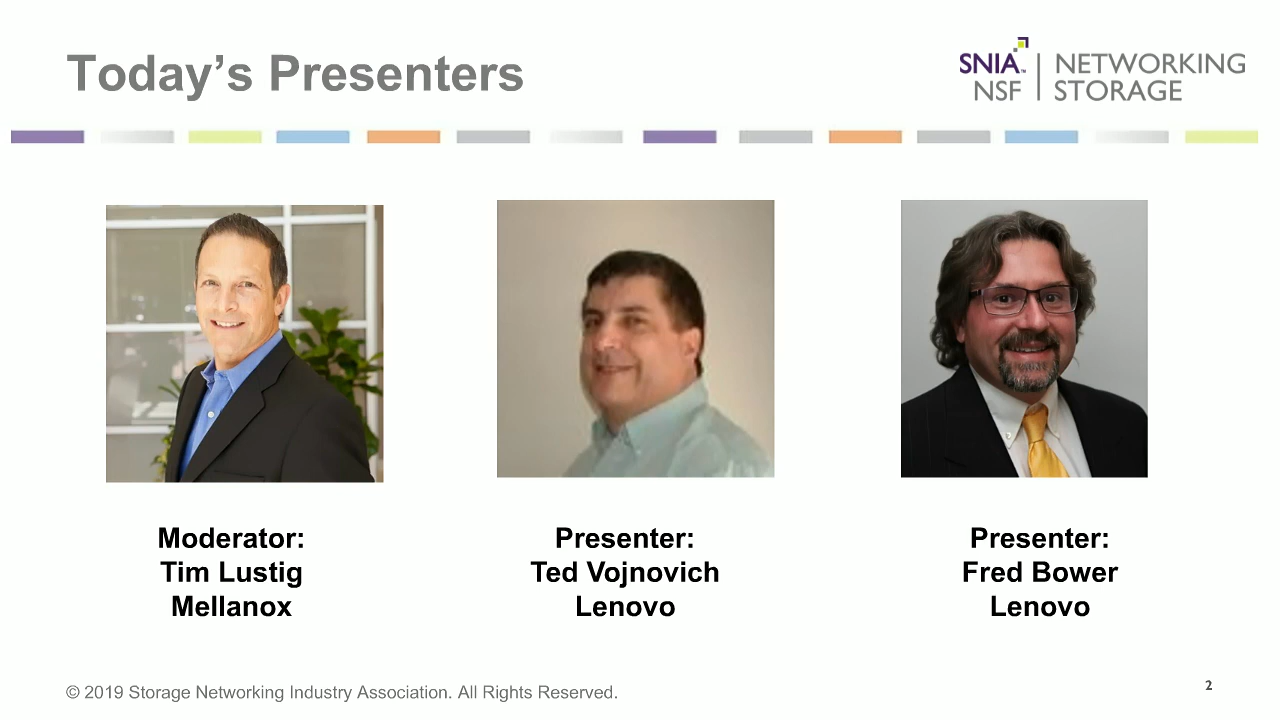 Today’s Presenters
SNIA™ NETWORKING
NSF STORAGE
Moderator:
Tim Lustig
Mellanox
Presenter:
Ted Vojnovich
Lenovo
Presenter:
Fred Bower
Lenovo
© 2019 Storage Networking Industry Association. All Rights Reserved.
2